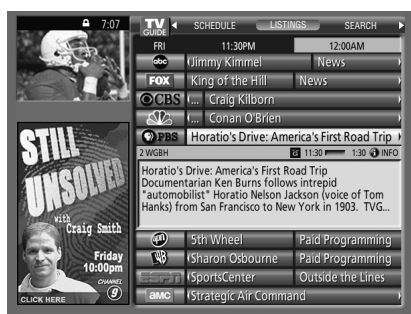 7:07
TV GUIDE SCHEDULE LISTINGS SEARCH
FRI 11:30PM 12:00AM
abc Jimmy Kimmel News
FOX King of the Hill News
CBS ... Craig Kilborn
... Conan O'Brien
PBS Horatio's Drive: America's First Road Trip
2 WGBH 11:30 1:30 INFO
Horatio's Drive: America's First Road Trip
Documentarian Ken Burns follows intrepid
"automobilist" Horatio Nelson Jackson (voice of Tom
Hanks) from San Francisco to New York in 1903. TVG...
5th Wheel Paid Programming
WB Sharon Osbourne Paid Programming
ESPN SportsCenter Outside the Lines
amc Strategic Air Command
STILL
UNSOLVED
with
Craig Smith
Friday
10:00pm
CHANNEL
9
CLICK HERE